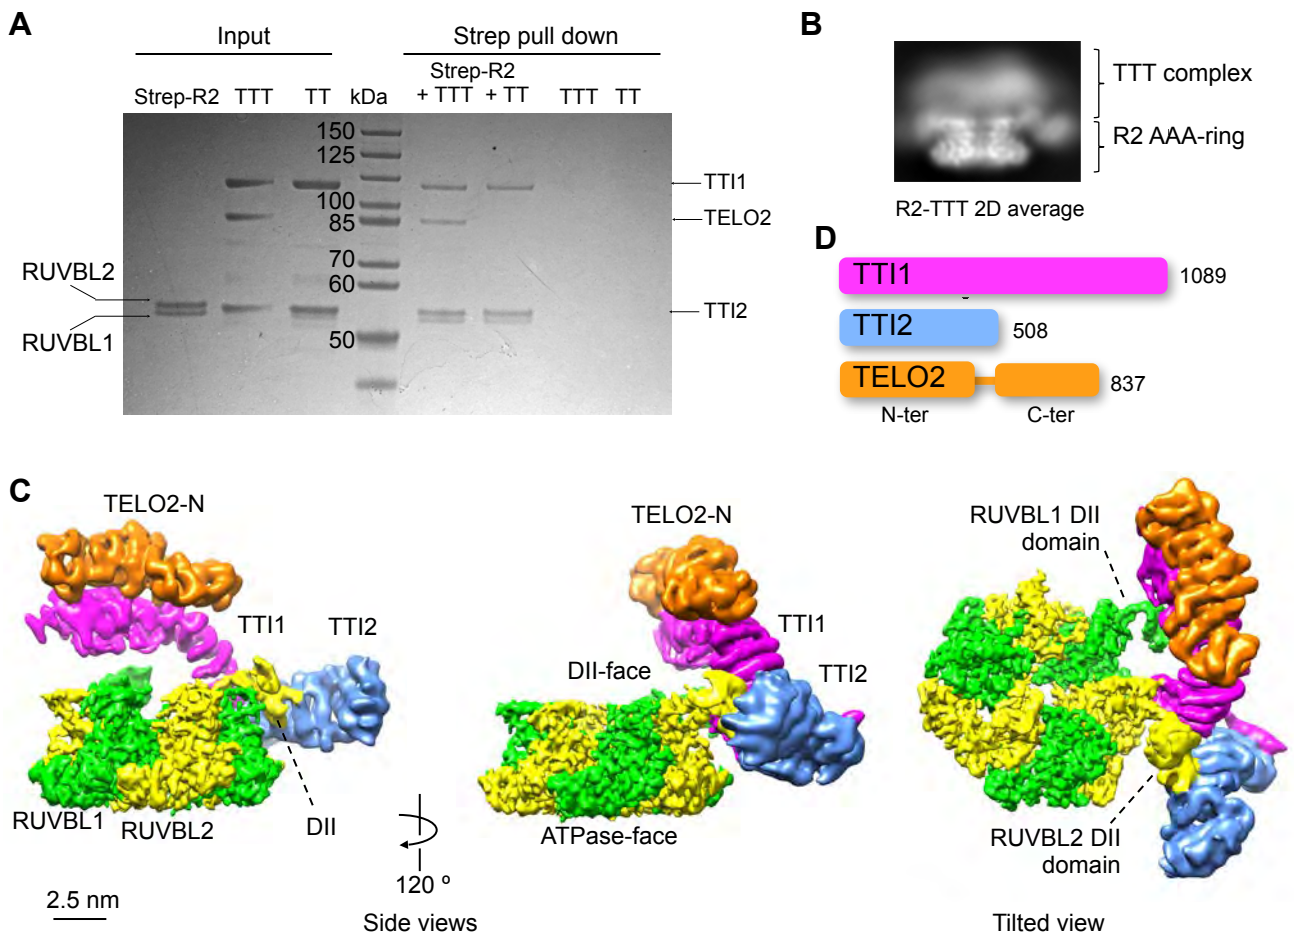 A
Input
Strep pull down
Strep-R2
Strep-R2 TTT TT kDa + TTT + TT TTT TT
150
125
100
85
70
60
50
TTI1
TELO2
TTI2
RUVBL2
RUVBL1
B
TTT complex
R2 AAA-ring
R2-TTT 2D average
D
TTI1 1089
TTI2 508
TELO2 837
N-ter C-ter
C
TELO2-N
TTI1 TTI2
RUVBL1 RUVBL2 DII
2.5 nm
120 º
TELO2-N
TTI1
DII-face
TTI2
ATPase-face
Side views
RUVBL1 DII
domain
RUVBL2 DII
domain
Tilted view